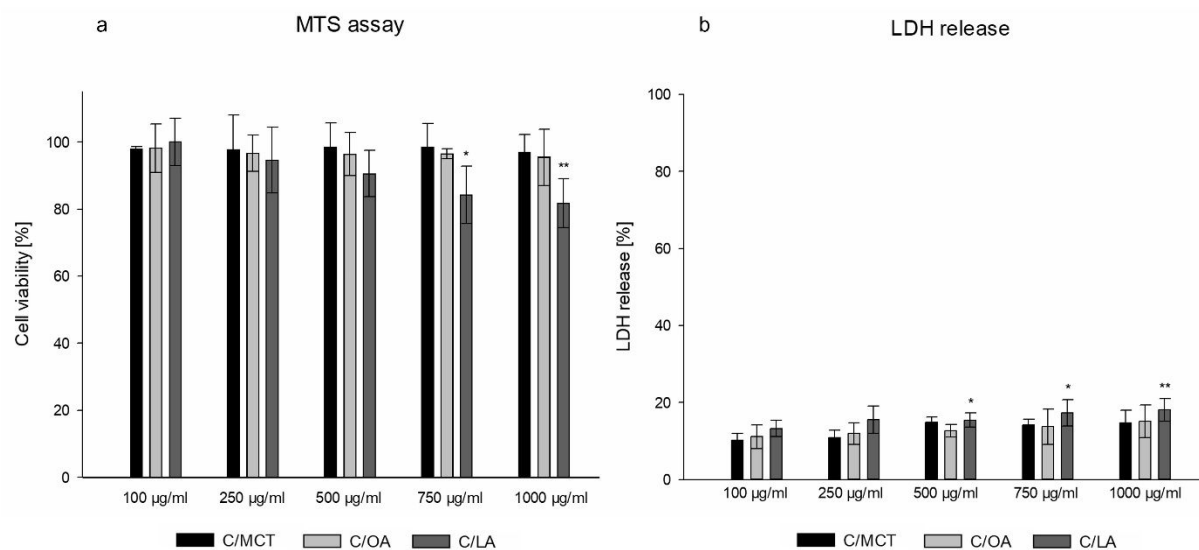 a
MTS assay
Cell viability [%]
100
80
60
40
20
0
*
**
100 µg/ml
250 µg/ml
500 µg/ml
750 µg/ml
1000 µg/ml
C/MCT
C/OA
C/LA
b
LDH release
LDH release [%]
100
80
60
40
20
0
*
*
**
100 µg/ml
250 µg/ml
500 µg/ml
750 µg/ml
1000 µg/ml
C/MCT
C/OA
C/LA